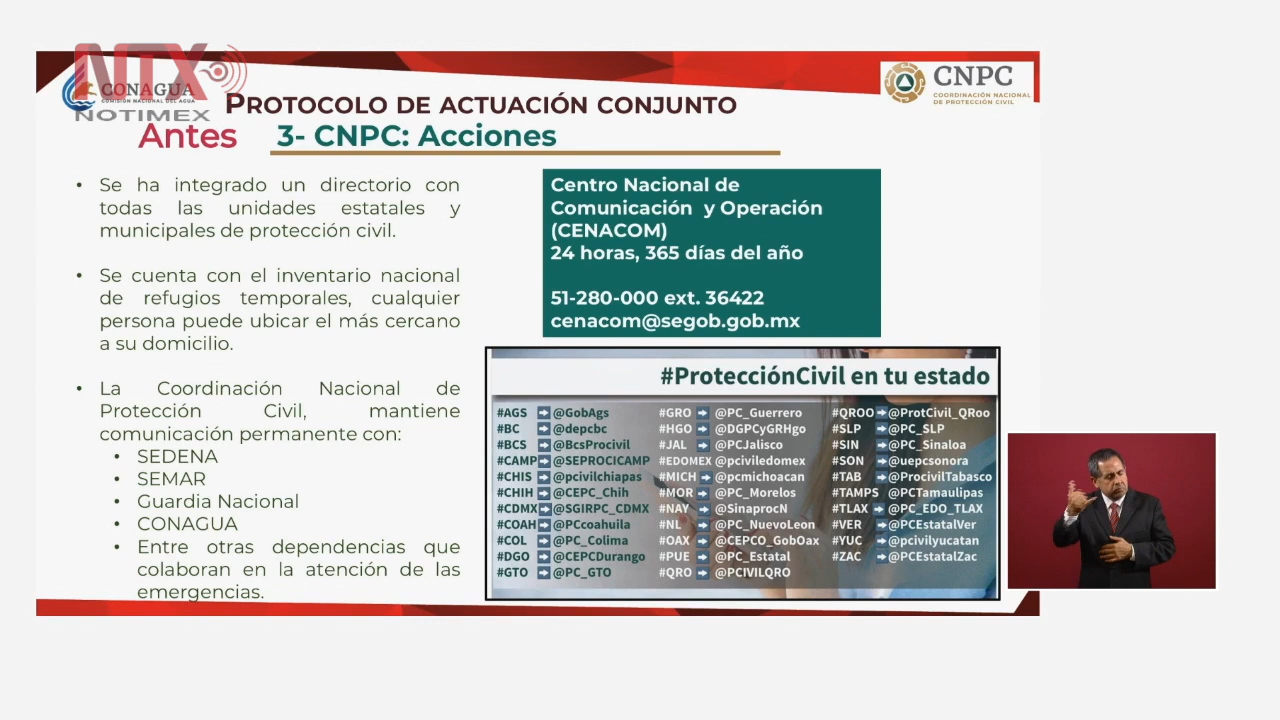 NTX
NOTIMEX
CONAGUA
COMISIÓN NACIONAL DEL AGUA
CNPC
COORDINACIÓN NACIONAL
DE PROTECCIÓN CIVIL
PROTOCOLO DE ACTUACIÓN CONJUNTO
Antes 3- CNPC: Acciones
• Se ha integrado un directorio con
todas las unidades estatales y
municipales de protección civil.
• Se cuenta con el inventario nacional
de refugios temporales, cualquier
persona puede ubicar el más cercano
a su domicilio.
• La Coordinación Nacional de
Protección Civil, mantiene
comunicación permanente con:
• SEDENA
• SEMAR
• Guardia Nacional
• CONAGUA
• Entre otras dependencias que
colaboran en la atención de las
emergencias.
Centro Nacional de
Comunicación y Operación
(CENACOM)
24 horas, 365 días del año
51-280-000 ext. 36422
cenacom@segob.gob.mx
#ProtecciónCivil en tu estado
#AGS ➡ @GobAgs
#BC ➡ @depcbc
#BCS ➡ @BcsProcivil
#CAMP ➡ @SEPROCICAMP
#CHIS ➡ @pcivilchiapas
#CHIH ➡ @CEPC_Chih
#CDMX ➡ @SGIRPC_CDMX
#COAH ➡ @PCcoahuila
#COL ➡ @PC_Colima
#DGO ➡ @CEPCDurango
#GTO ➡ @PC_GTO
#GRO ➡ @PC_Guerrero
#HGO ➡ @DGPCyGRHgo
#JAL ➡ @PCJalisco
#EDOMEX @pciviledomex
#MICH ➡ @pcmichoacan
#MOR ➡ @PC_Morelos
#NAY ➡ @SinaprocN
#NL ➡ @PC_NuevoLeon
#OAX ➡ @CEPCO_GobOax
#PUE ➡ @PC_Estatal
#QRO ➡ @PCIVILQRO
#QROO ➡ @ProtCivil_QRoo
#SLP ➡ @PC_SLP
#SIN ➡ @PC_Sinaloa
#SON ➡ @uepcsonora
#TAB ➡ @ProcivilTabasco
#TAMPS @PCTamaulipas
#TLAX ➡ @PC_EDO_TLAX
#VER ➡ @PCEstatalVer
#YUC ➡ @pcivilyucatan
#ZAC ➡ @PCEstatalZac